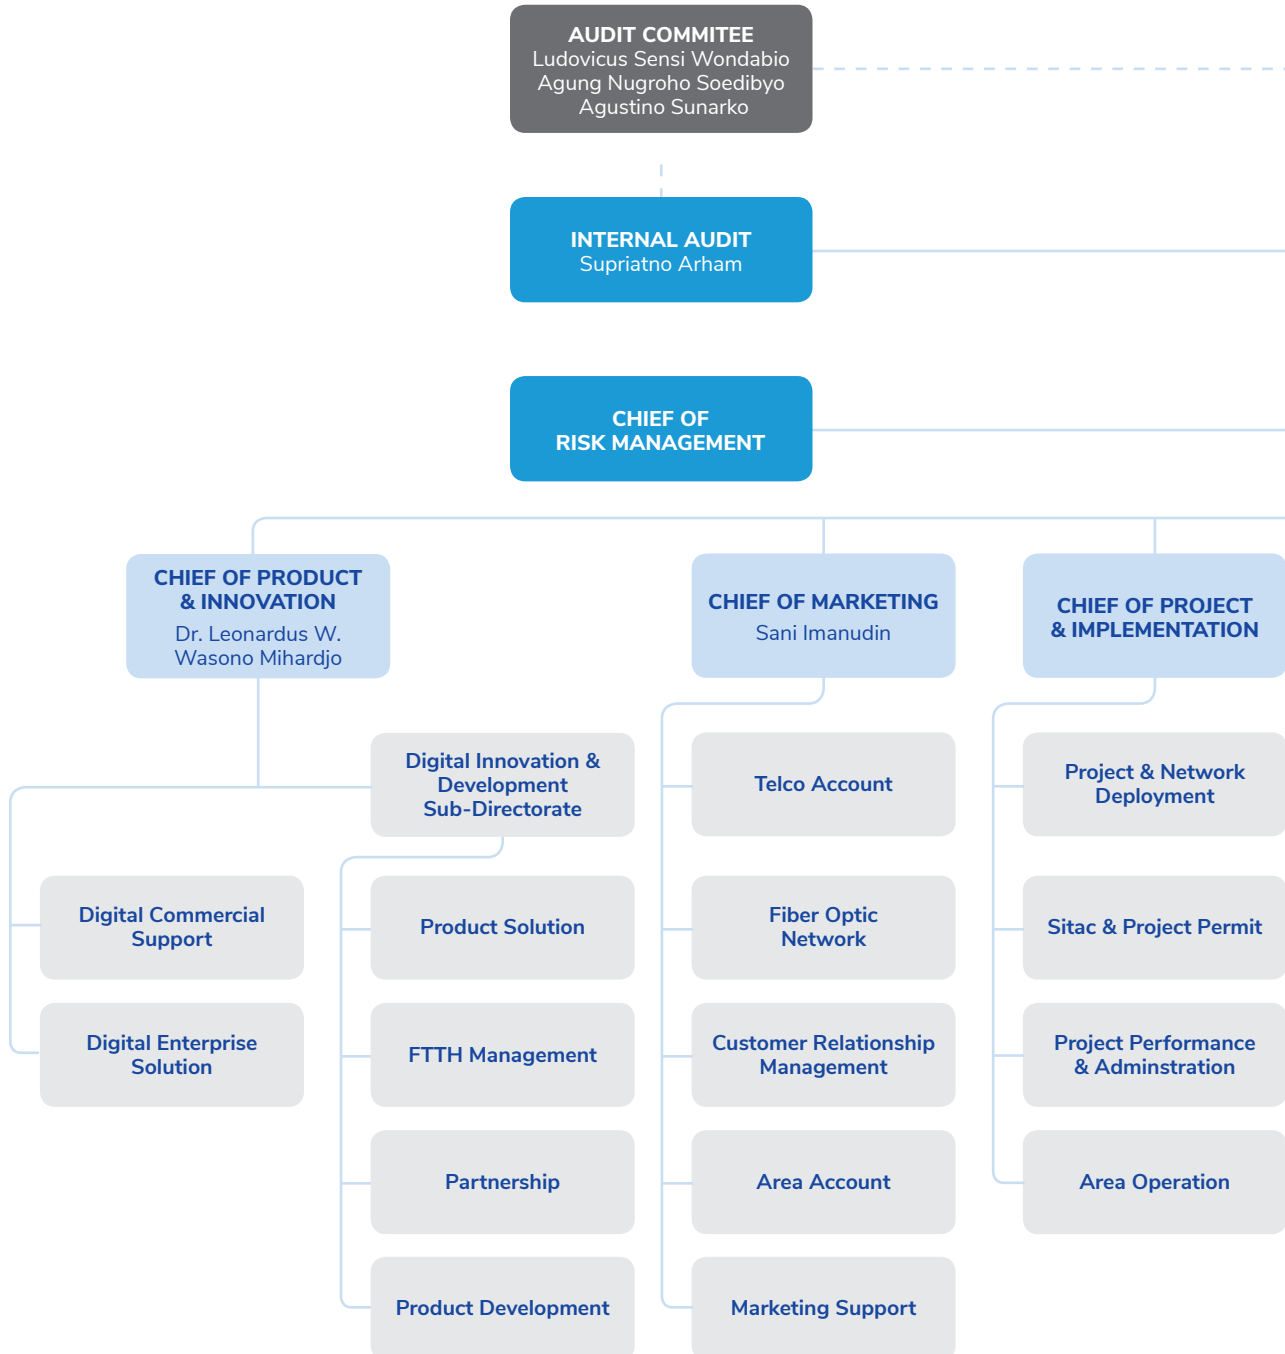 AUDIT COMMITEE
Ludovicus Sensi Wondabio
Agung Nugroho Soedibyo
Agustino Sunarko
INTERNAL AUDIT
Supriatno Arham
CHIEF OF
RISK MANAGEMENT
CHIEF OF PRODUCT
& INNOVATION
Dr. Leonardus W.
Wasono Mihardjo
CHIEF OF MARKETING
Sani Imanudin
CHIEF OF PROJECT
& IMPLEMENTATION
Digital Innovation &
Development
Sub-Directorate
Telco Account
Project & Network
Deployment
Digital Commercial
Support
Product Solution
Fiber Optic
Network
Sitac & Project Permit
Digital Enterprise
Solution
FTTH Management
Customer Relationship
Management
Project Performance
& Adminstration
Partnership
Area Account
Area Operation
Product Development
Marketing Support